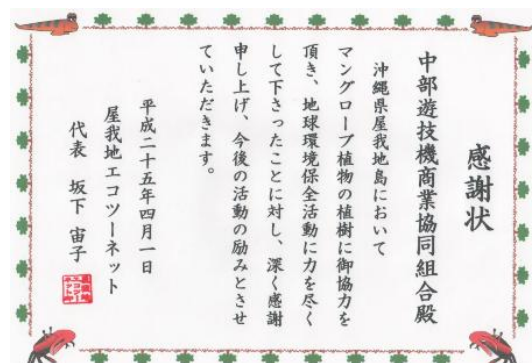 感謝状
中部遊技機商業協同組合殿
沖縄県屋我地島において
マングローブ植物の植樹に御協力を
頂き、地球環境保全活動に力を尽く
して下さったことに対し、深く感謝
申し上げ、今後の活動の励みとさせ
ていただきます。
平成二十五年四月一日
屋我地エコツーネット
代表 坂下 宙子